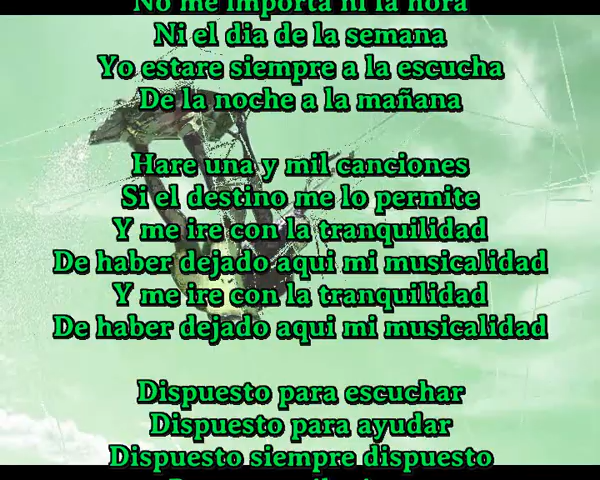 No me importa ni la hora
Ni el dia de la semana
Yo estare siempre a la escucha
De la noche a la mañana
Hare una y mil canciones
Si el destino me lo permite
Y me ire con la tranquilidad
De haber dejado aqui mi musicalidad
Y me ire con la tranquilidad
De haber dejado aqui mi musicalidad
Dispuesto para escuchar
Dispuesto para ayudar
Dispuesto siempre dispuesto